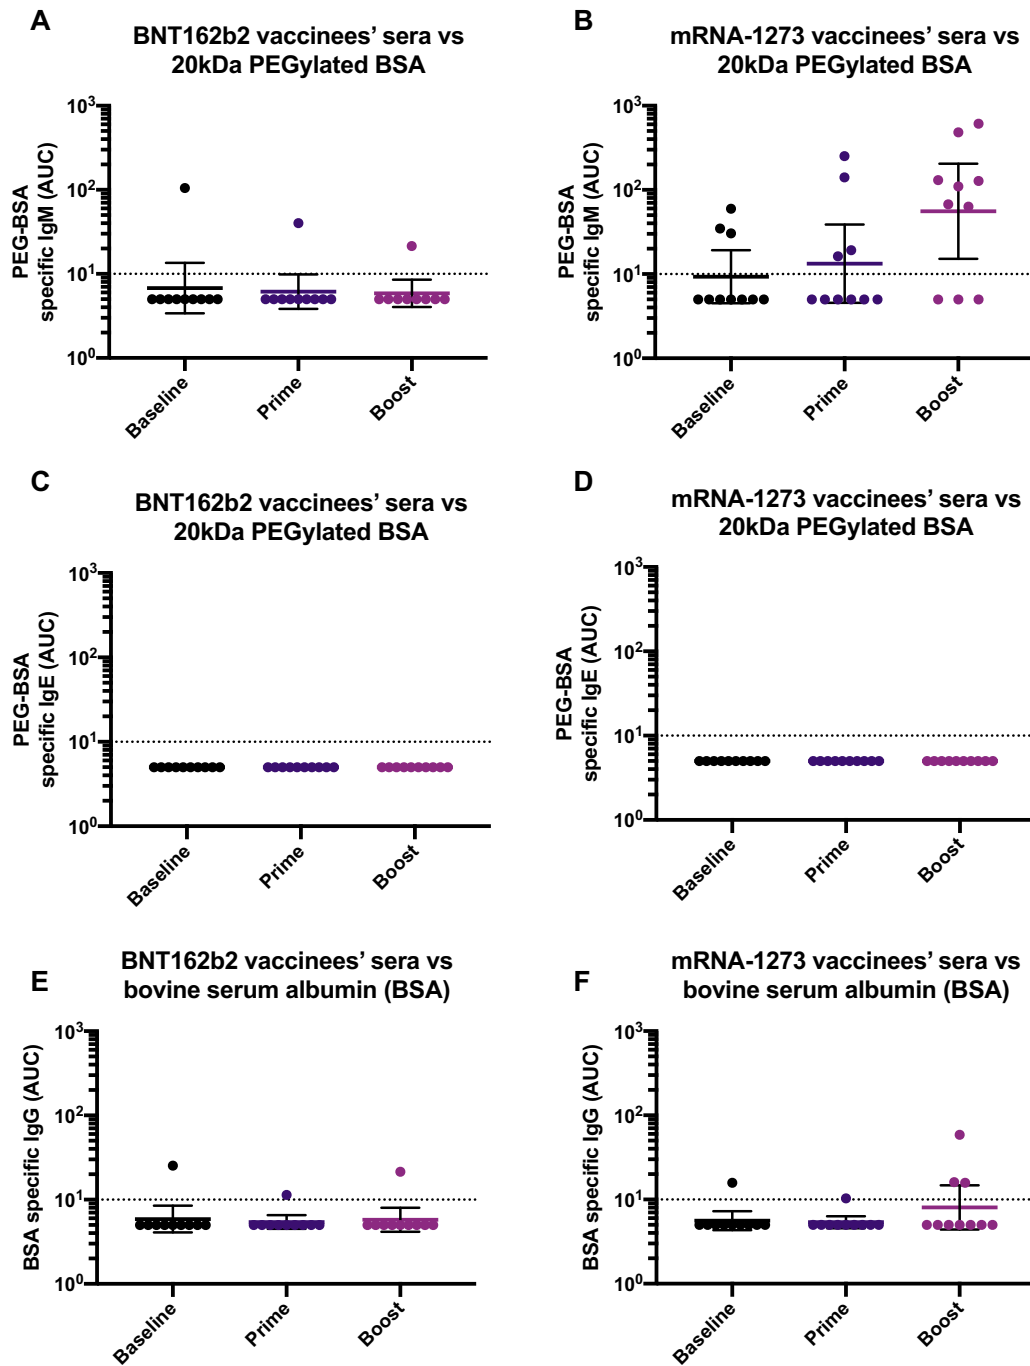 A
BNT162b2 vaccinees’ sera vs
20kDa PEGylated BSA
PEG-BSA
specific IgM (AUC)
10³
10²
10¹
10⁰
Baseline
Prime
Boost
B
mRNA-1273 vaccinees’ sera vs
20kDa PEGylated BSA
PEG-BSA
specific IgM (AUC)
10³
10²
10¹
10⁰
Baseline
Prime
Boost
C
BNT162b2 vaccinees’ sera vs
20kDa PEGylated BSA
PEG-BSA
specific IgE (AUC)
10³
10²
10¹
10⁰
Baseline
Prime
Boost
D
mRNA-1273 vaccinees’ sera vs
20kDa PEGylated BSA
PEG-BSA
specific IgE (AUC)
10³
10²
10¹
10⁰
Baseline
Prime
Boost
E
BNT162b2 vaccinees’ sera vs
bovine serum albumin (BSA)
BSA specific IgG (AUC)
10³
10²
10¹
10⁰
Baseline
Prime
Boost
F
mRNA-1273 vaccinees’ sera vs
bovine serum albumin (BSA)
BSA specific IgG (AUC)
10³
10²
10¹
10⁰
Baseline
Prime
Boost